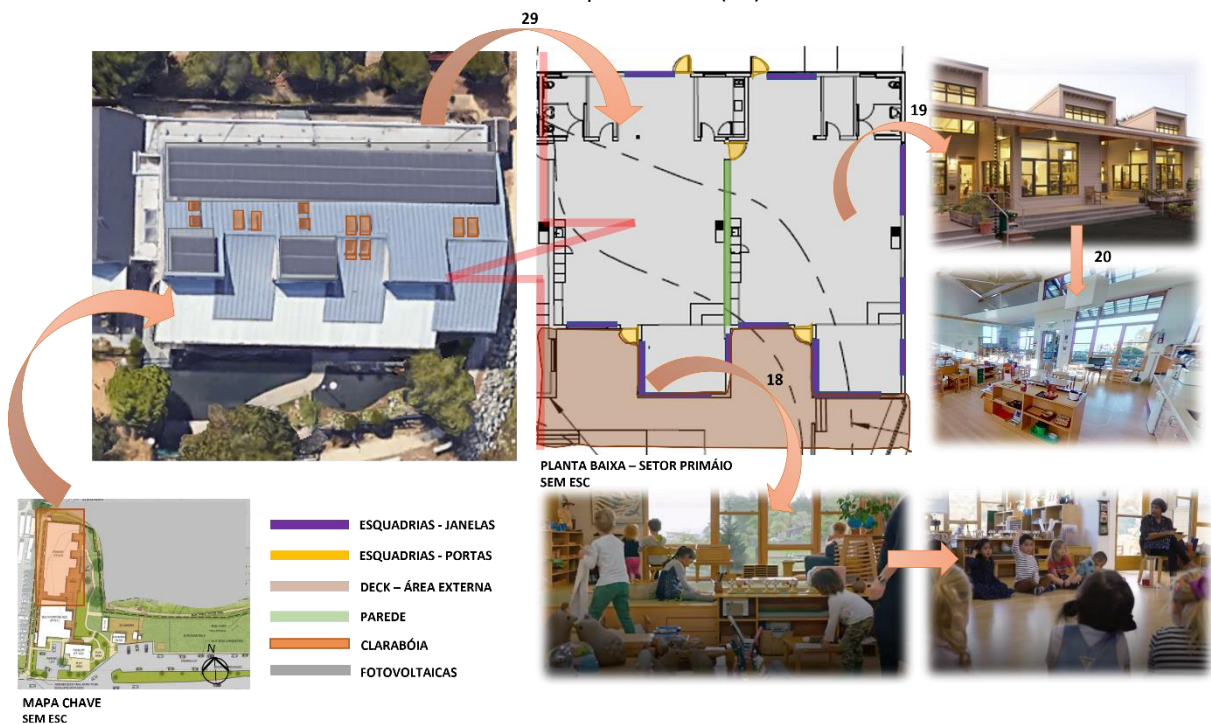 29
19
20
18
PLANTA BAIXA – SETOR PRIMÁIO
SEM ESC
ESQUADRIAS - JANELAS
ESQUADRIAS - PORTAS
DECK – ÁREA EXTERNA
PAREDE
CLARABÓIA
FOTOVOLTAICAS
MAPA CHAVE
SEM ESC